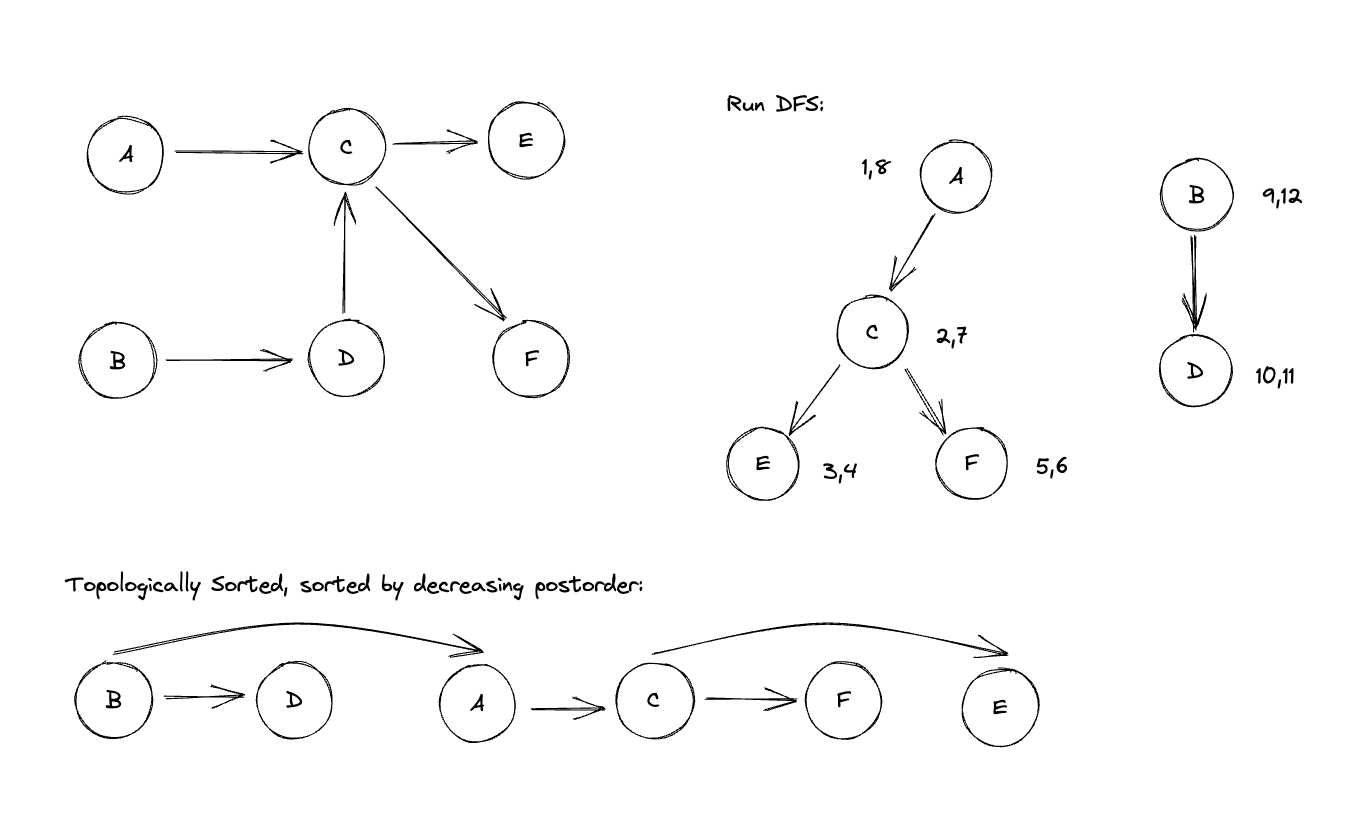 Run DFS:
A
C
E
B
D
F
1,8
A
B
9,12
C
2,7
D
10,11
E
3,4
F
5,6
Topologically Sorted, sorted by decreasing postorder:
B
D
A
C
F
E